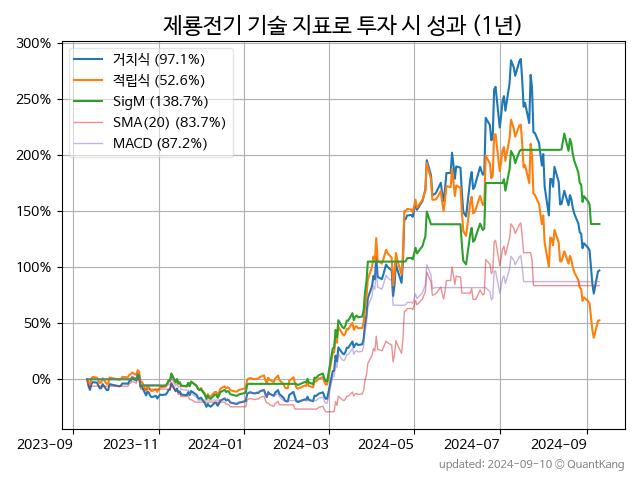 제룡전기 기술 지표로 투자 시 성과 (1년)
300%
250%
200%
150%
100%
50%
0%
거치식 (97.1%)
적립식 (52.6%)
SigM (138.7%)
SMA(20) (83.7%)
MACD (87.2%)
2023-09
2023-11
2024-01
2024-03
2024-05
2024-07
2024-09
updated: 2024-09-10 © QuantKang